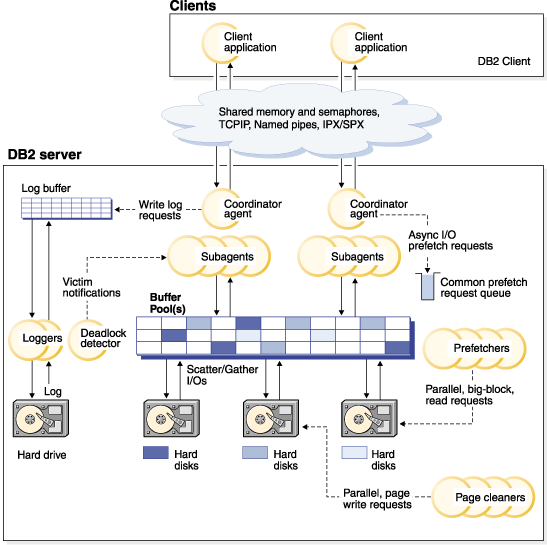 Clients
Client
application
Client
application
DB2 Client
Shared memory and semaphores,
TCPIP, Named pipes, IPX/SPX
DB2 server
Log buffer
Write log
requests
Coordinator
agent
Coordinator
agent
Async I/O
prefetch requests
Subagents
Subagents
Victim
notifications
Common prefetch
request queue
Buffer
Pool(s)
Loggers
Deadlock
detector
Prefetchers
Scatter/Gather
I/Os
Log
Parallel, big-block,
read requests
Hard drive
Hard
disks
Hard
disks
Hard
disks
Parallel, page
write requests
Page cleaners